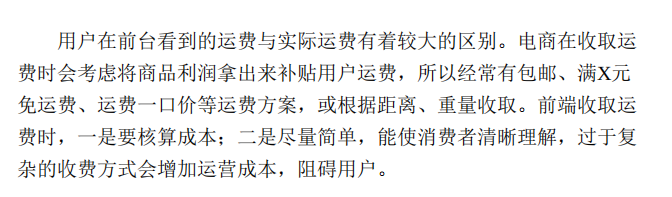 用户在前台看到的运费与实际运费有着较大的区别。电商在收取运
费时会考虑将商品利润拿出来补贴用户运费，所以经常有包邮、满X元
免运费、运费一口价等运费方案，或根据距离、重量收取。前端收取运
费时，一是要核算成本；二是尽量简单，能使消费者清晰理解，过于复
杂的收费方式会增加运营成本，阻碍用户。